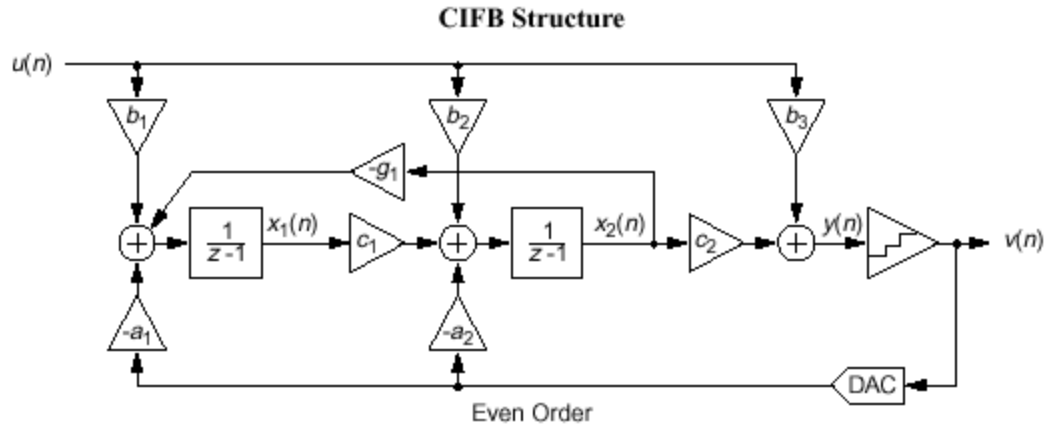 CIFB Structure
u(n)
b1 b2 b3
-g1
1 x1(n) 1 x2(n) y(n) v(n)
z-1 c1 z-1 c2
-a1 -a2
DAC
Even Order